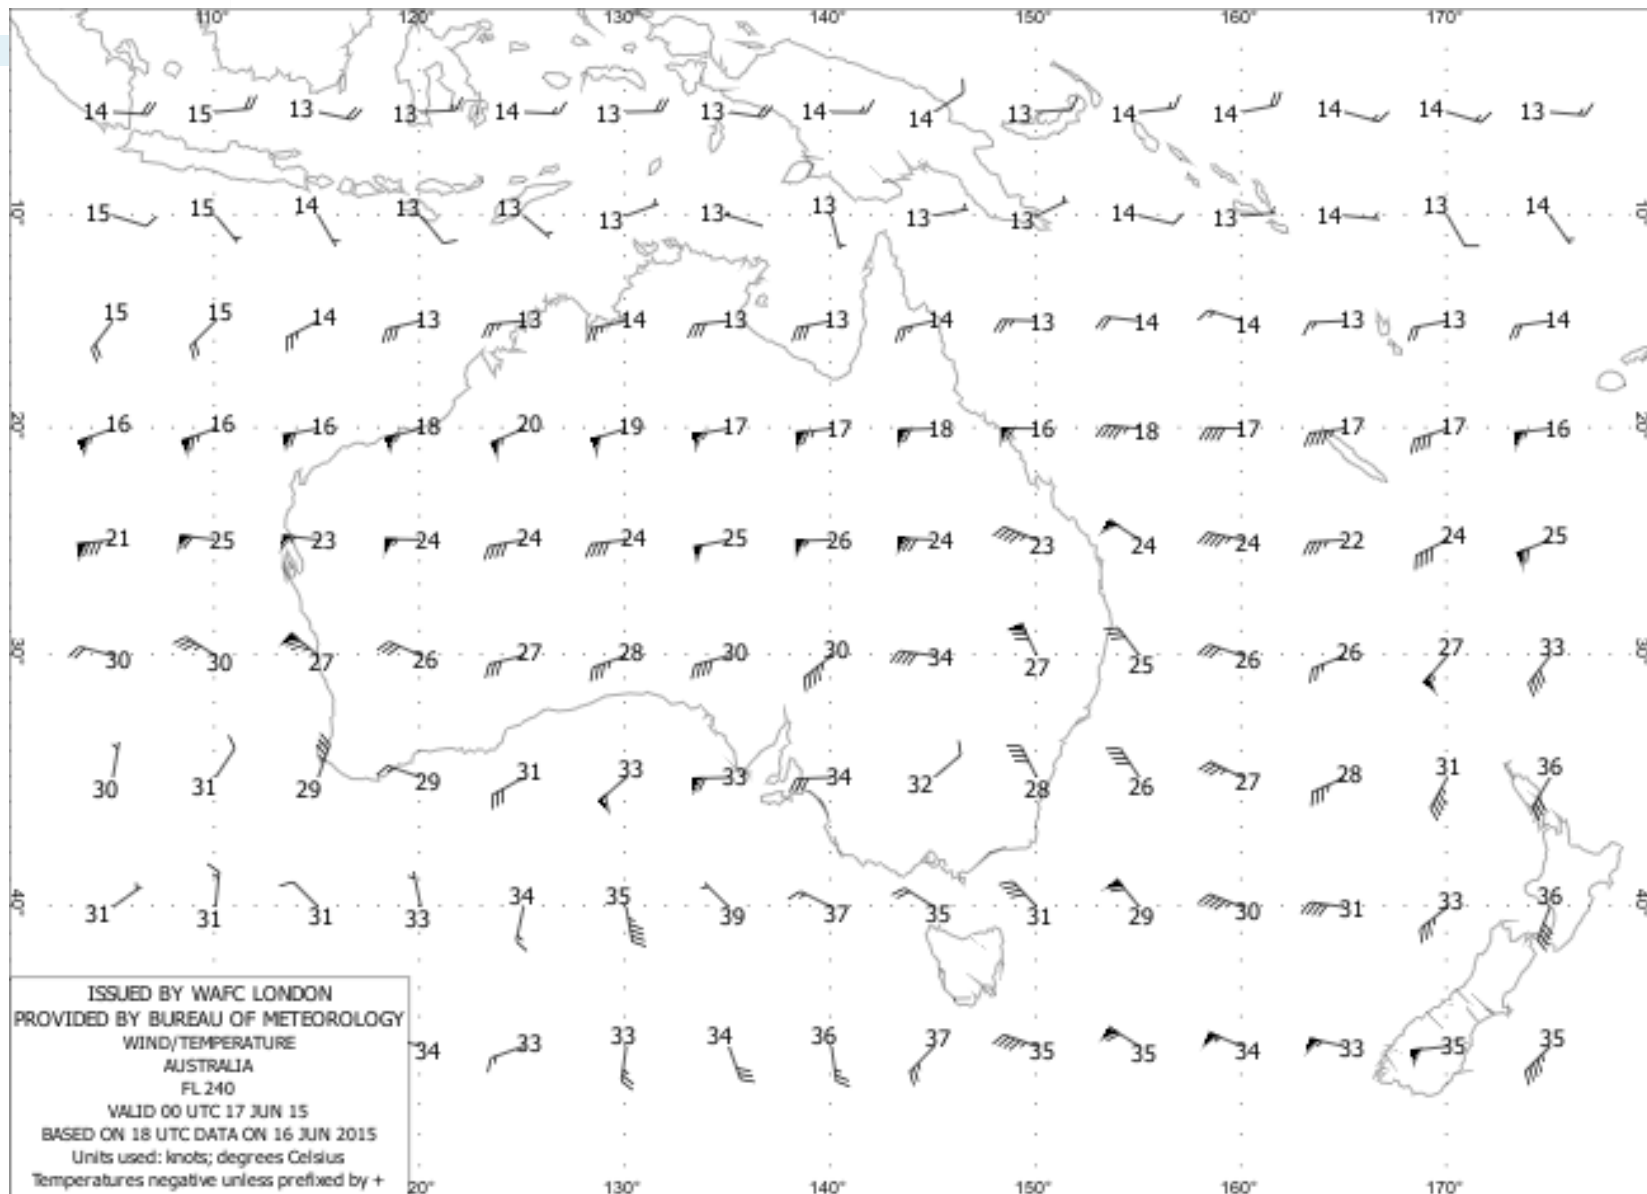 110° 120° 130° 140° 150° 160° 170°
14 15 13 13 14 13 13 14 14 13 14 14 14 14 13
10° 15 15 14 13 13 13 13 13 13 13 14 13 14 13 14 10°
15 15 14 13 13 14 13 13 14 13 14 14 13 13 14
20° 16 16 16 18 20 19 17 17 18 16 18 17 17 17 16 20°
21 25 23 24 24 24 25 26 24 23 24 24 22 24 25
30° 30 30 27 26 27 28 30 30 34 27 25 26 26 27 33 30°
30 31 29 29 31 33 33 34 32 28 26 27 28 31 36
40° 31 31 31 33 34 35 39 37 35 31 29 30 31 33 36 40°
34 33 33 34 36 37 35 35 34 33 35 35
ISSUED BY WAFC LONDON
PROVIDED BY BUREAU OF METEOROLOGY
WIND/TEMPERATURE
AUSTRALIA
FL 240
VALID 00 UTC 17 JUN 15
BASED ON 18 UTC DATA ON 16 JUN 2015
Units used: knots; degrees Celsius
Temperatures negative unless prefixed by +
20° 130° 140° 150° 160° 170°